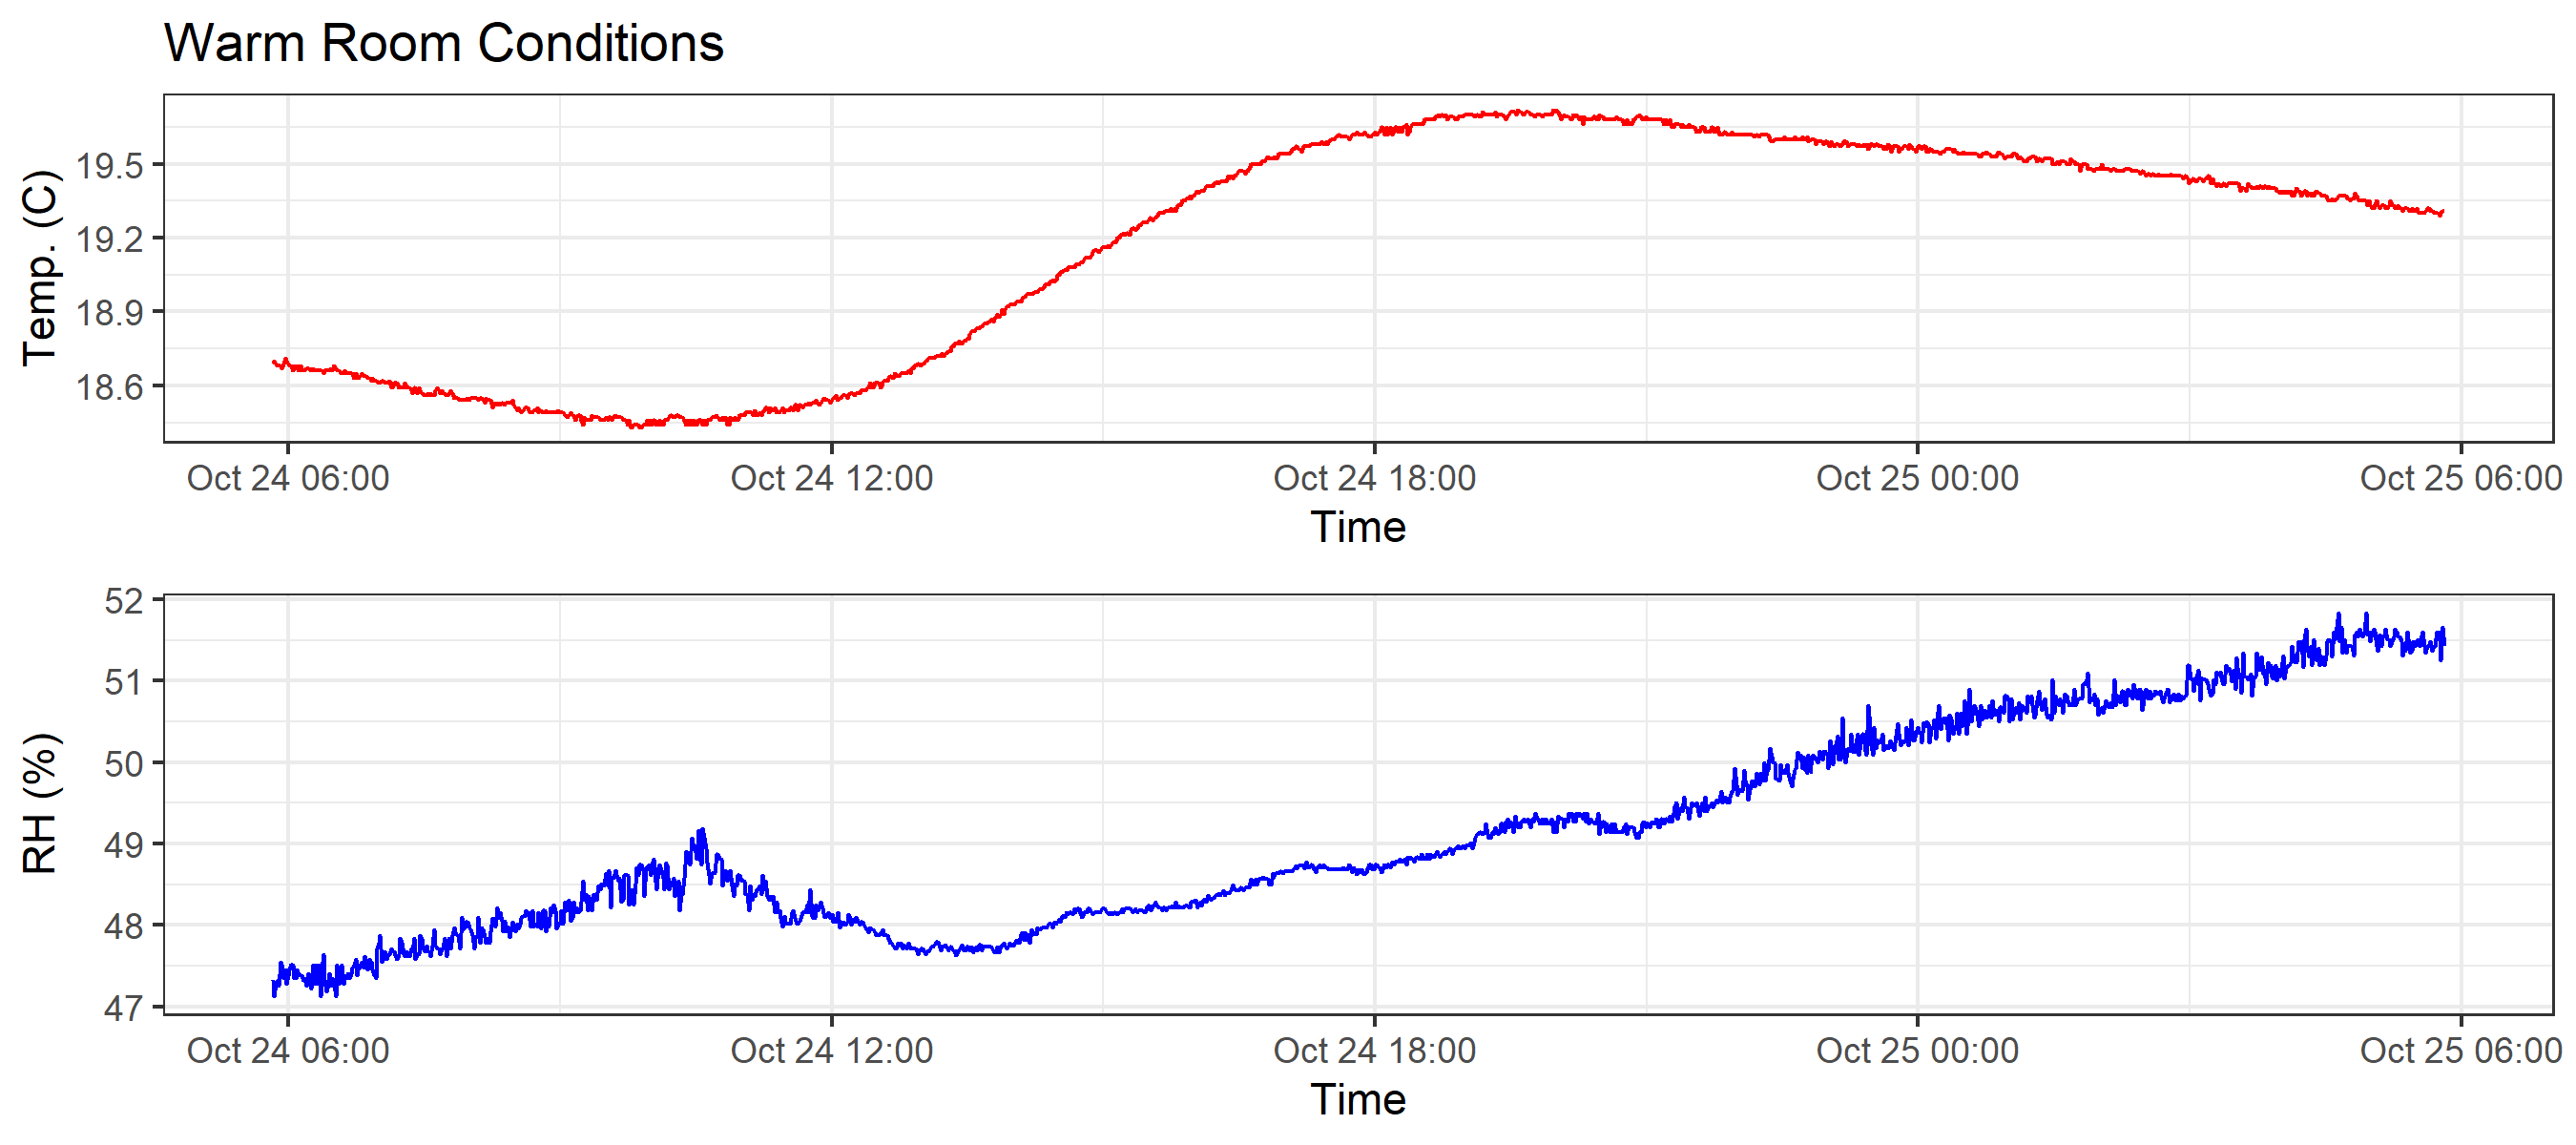 Warm Room Conditions
Temp. (C)
19.5
19.2
18.9
18.6
Oct 24 06:00 Oct 24 12:00 Oct 24 18:00 Oct 25 00:00 Oct 25 06:00
Time
RH (%)
52
51
50
49
48
47
Oct 24 06:00 Oct 24 12:00 Oct 24 18:00 Oct 25 00:00 Oct 25 06:00
Time